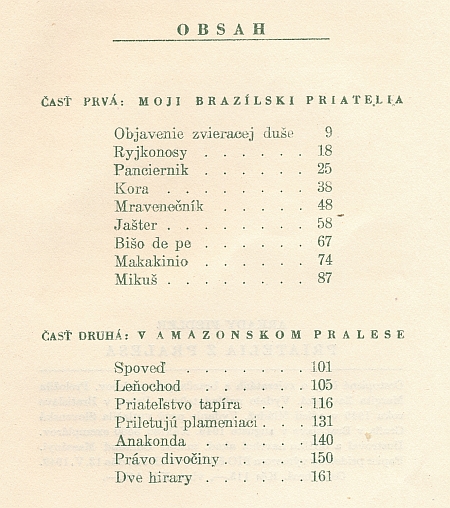 OBSAH
ČASŤ PRVÁ: MOJI BRAZÍLSKI PRIATELIA
Objavenie zvieracej duše 9
Ryjkonosy . . . . . . 18
Panciernik . . . . . . 25
Kora . . . . . . . . 38
Mravenečník . . . . . 48
Jašter . . . . . . . 58
Bišo de pe . . . . . 67
Makakinio . . . . . . 74
Mikuš . . . . . . . 87
ČASŤ DRUHÁ: V AMAZONSKOM PRALESE
Spoveď . . . . . . . 101
Leňochod . . . . . . 105
Priateľstvo tapíra . . . . 116
Priletujú plameniaci . . . 131
Anakonda . . . . . . 140
Právo divočiny . . . . . 150
Dve hirary . . . . . . 161